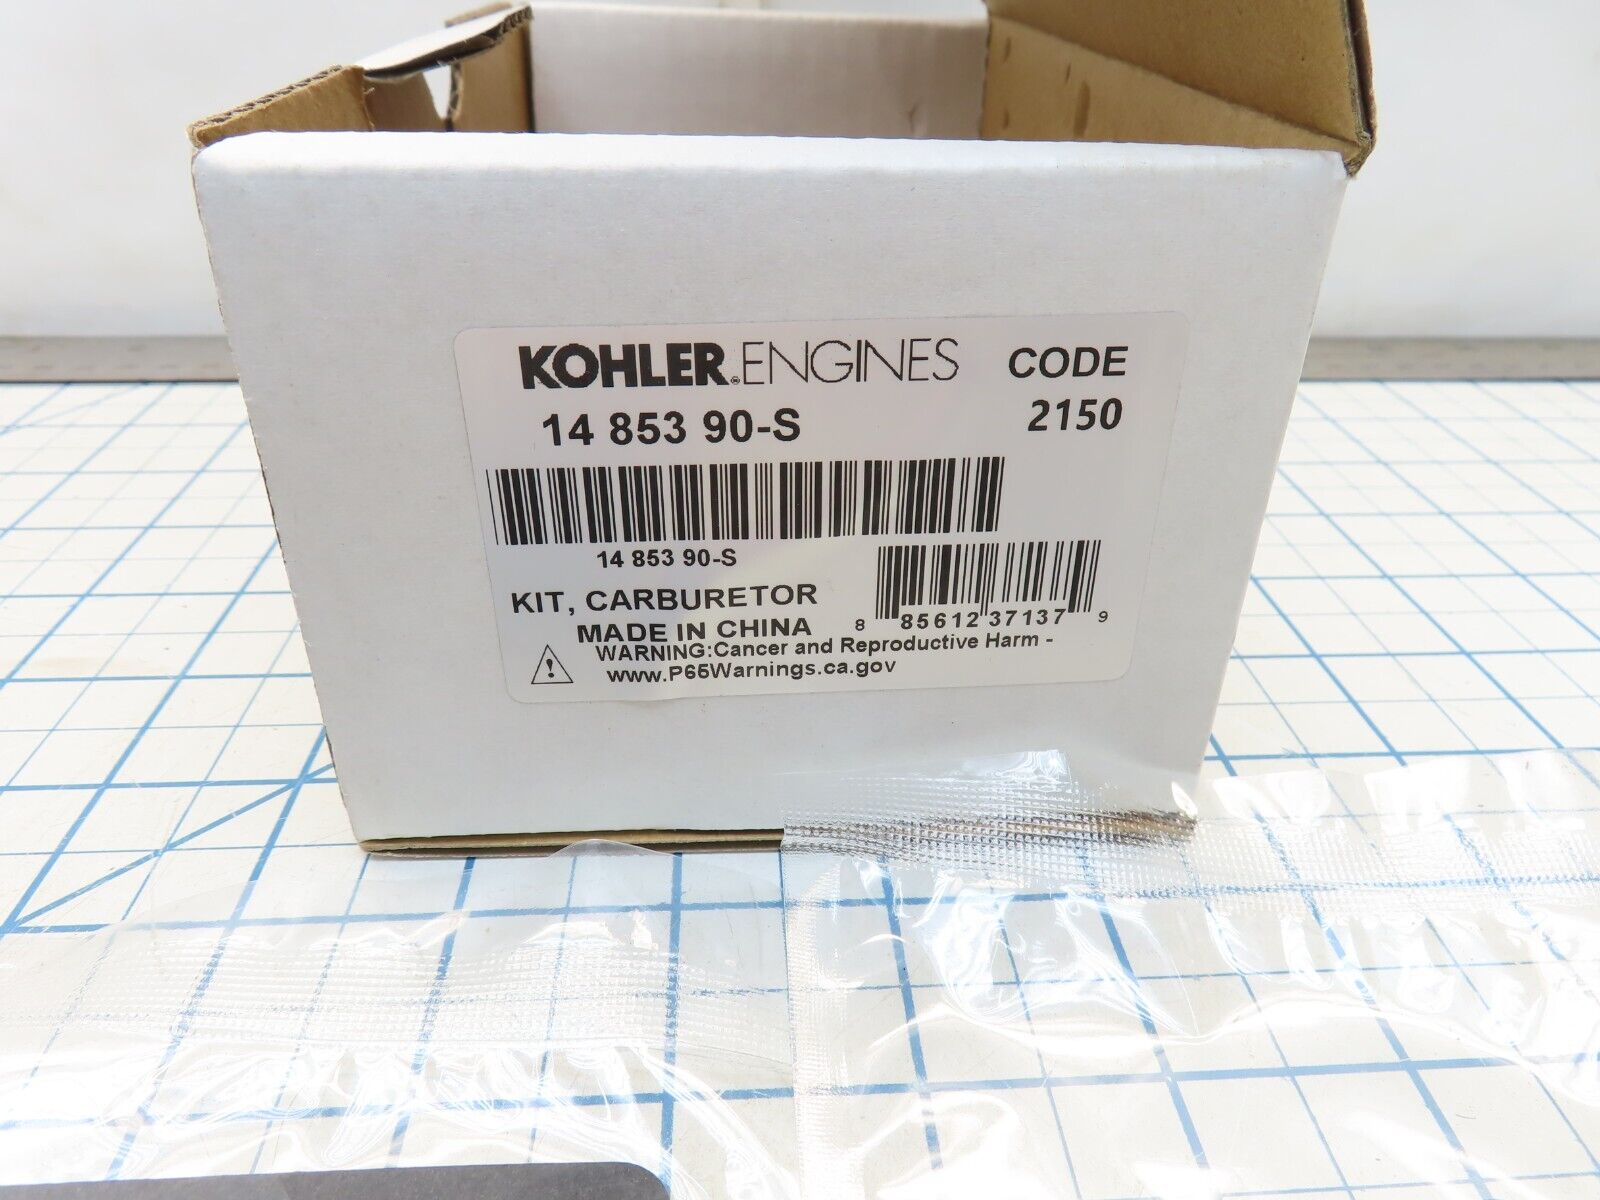 KOHLER ENGINES CODE
14 853 90-S 2150
14 853 90-S
KIT, CARBURETOR
MADE IN CHINA
8 85612 37137 9
WARNING:Cancer and Reproductive Harm -
www.P65Warnings.ca.gov